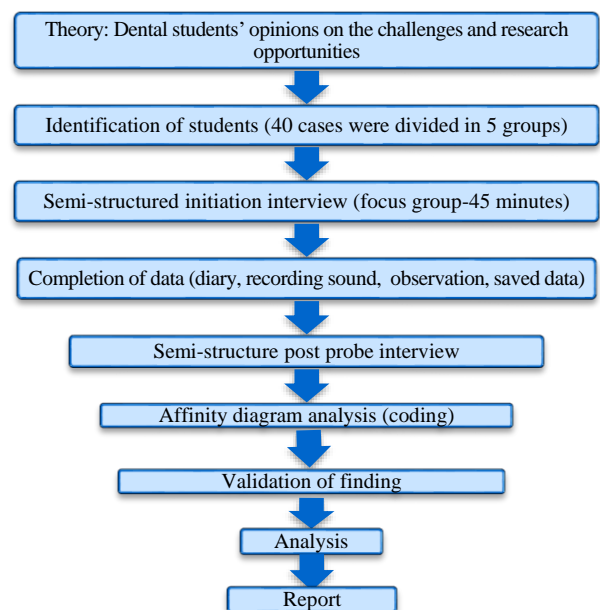 Theory: Dental students’ opinions on the challenges and research
opportunities
Identification of students (40 cases were divided in 5 groups)
Semi-structured initiation interview (focus group-45 minutes)
Completion of data (diary, recording sound, observation, saved data)
Semi-structure post probe interview
Affinity diagram analysis (coding)
Validation of finding
Analysis
Report